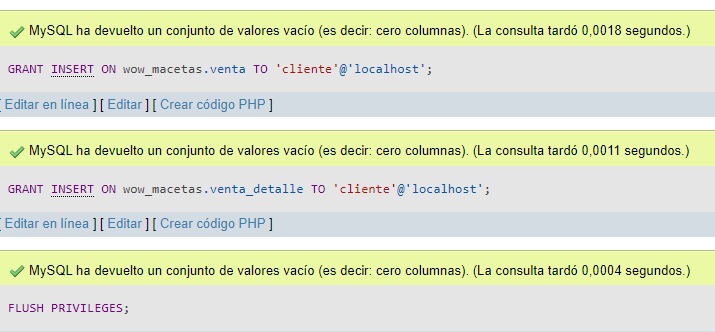 MySQL ha devuelto un conjunto de valores vacío (es decir: cero columnas). (La consulta tardó 0,0018 segundos.)
GRANT INSERT ON wow_macetas.venta TO 'cliente'@'localhost';
[ Editar en línea ] [ Editar ] [ Crear código PHP ]
MySQL ha devuelto un conjunto de valores vacío (es decir: cero columnas). (La consulta tardó 0,0011 segundos.)
GRANT INSERT ON wow_macetas.venta_detalle TO 'cliente'@'localhost';
[ Editar en línea ] [ Editar ] [ Crear código PHP ]
MySQL ha devuelto un conjunto de valores vacío (es decir: cero columnas). (La consulta tardó 0,0004 segundos.)
FLUSH PRIVILEGES;